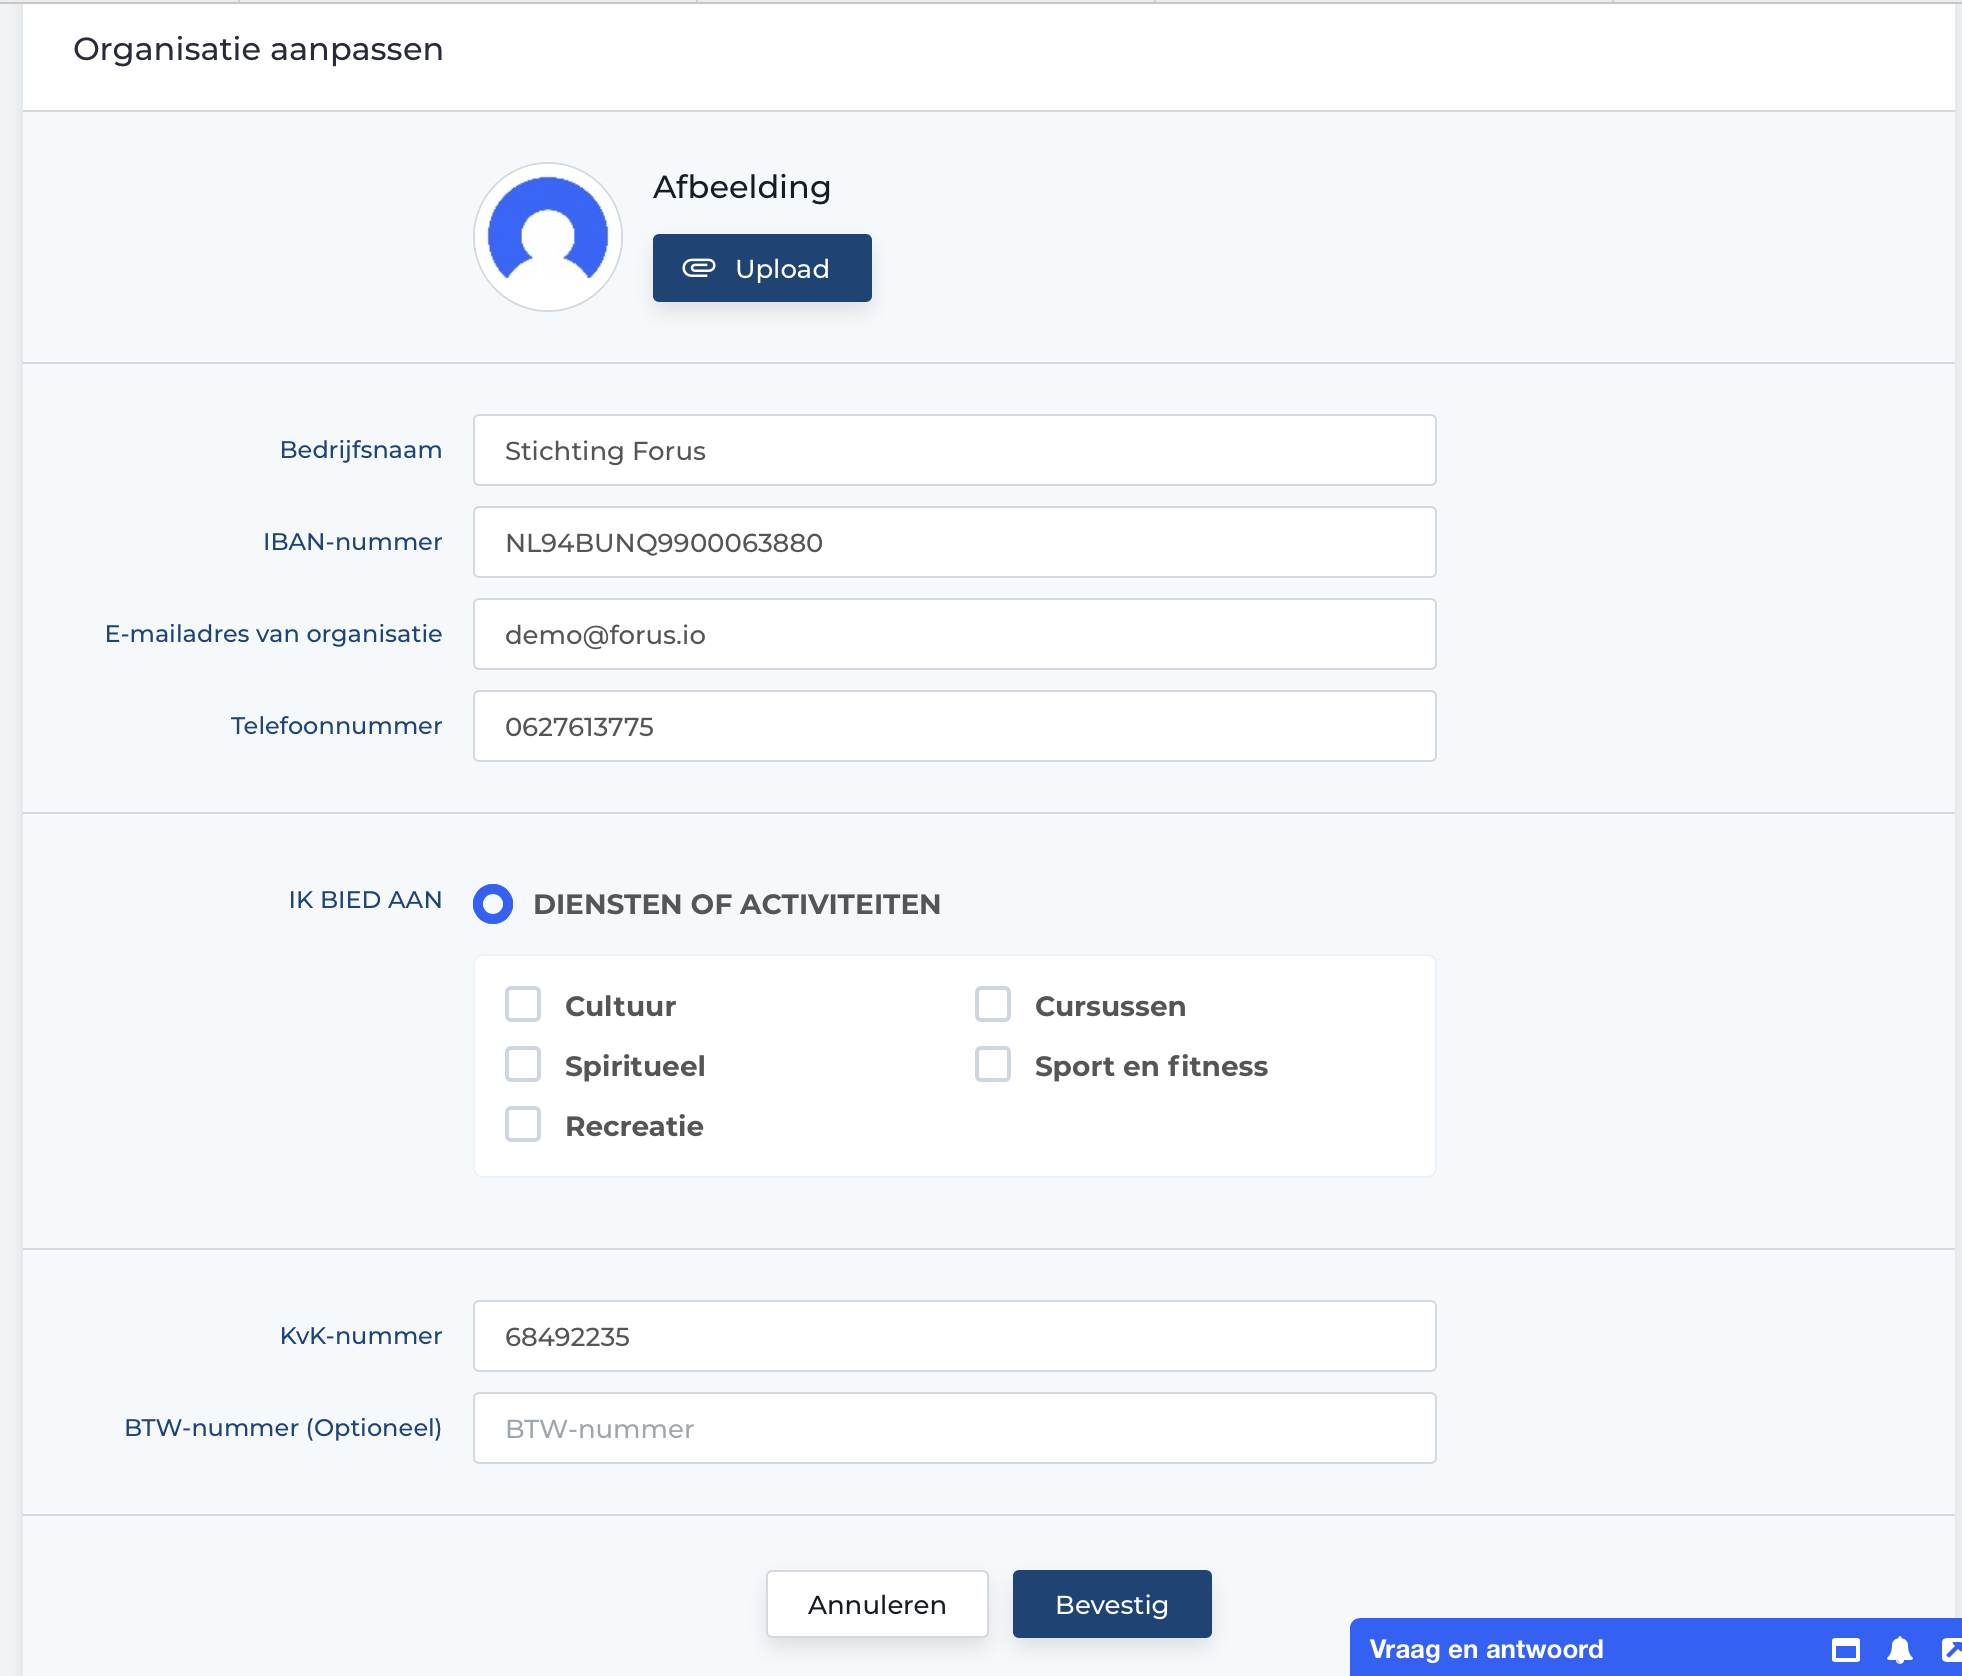 Organisatie aanpassen
Afbeelding
Upload
Bedrijfsnaam
Stichting Forus
IBAN-nummer
NL94BUNQ9900063880
E-mailadres van organisatie
demo@forus.io
Telefoonnummer
0627613775
IK BIED AAN
DIENSTEN OF ACTIVITEITEN
Cultuur
Cursussen
Spiritueel
Sport en fitness
Recreatie
KvK-nummer
68492235
BTW-nummer (Optioneel)
BTW-nummer
Annuleren
Bevestig
Vraag en antwoord